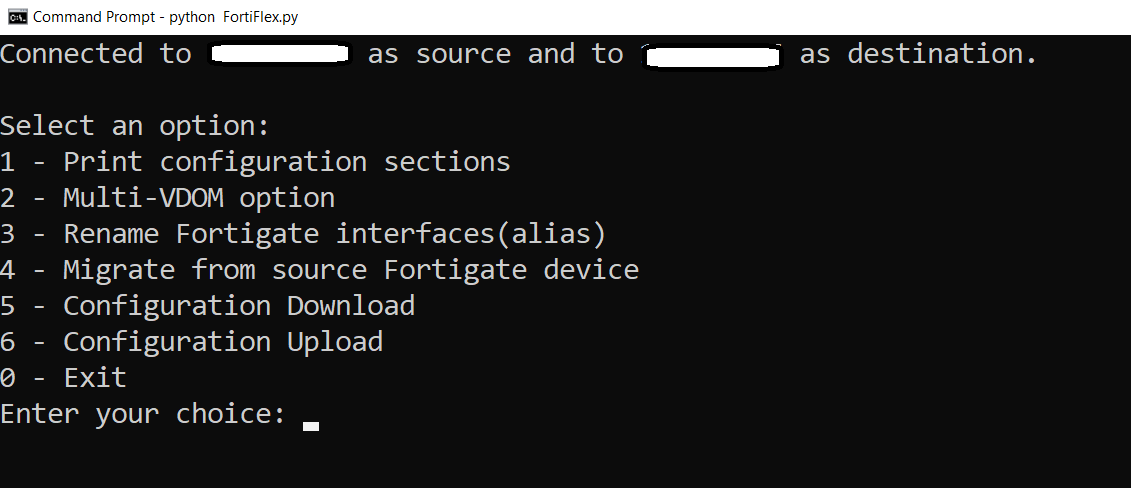 Command Prompt - python  FortiFlex.py
Connected to as source and to as destination.
Select an option:
1 - Print configuration sections
2 - Multi-VDOM option
3 - Rename Fortigate interfaces(alias)
4 - Migrate from source Fortigate device
5 - Configuration Download
6 - Configuration Upload
0 - Exit
Enter your choice: